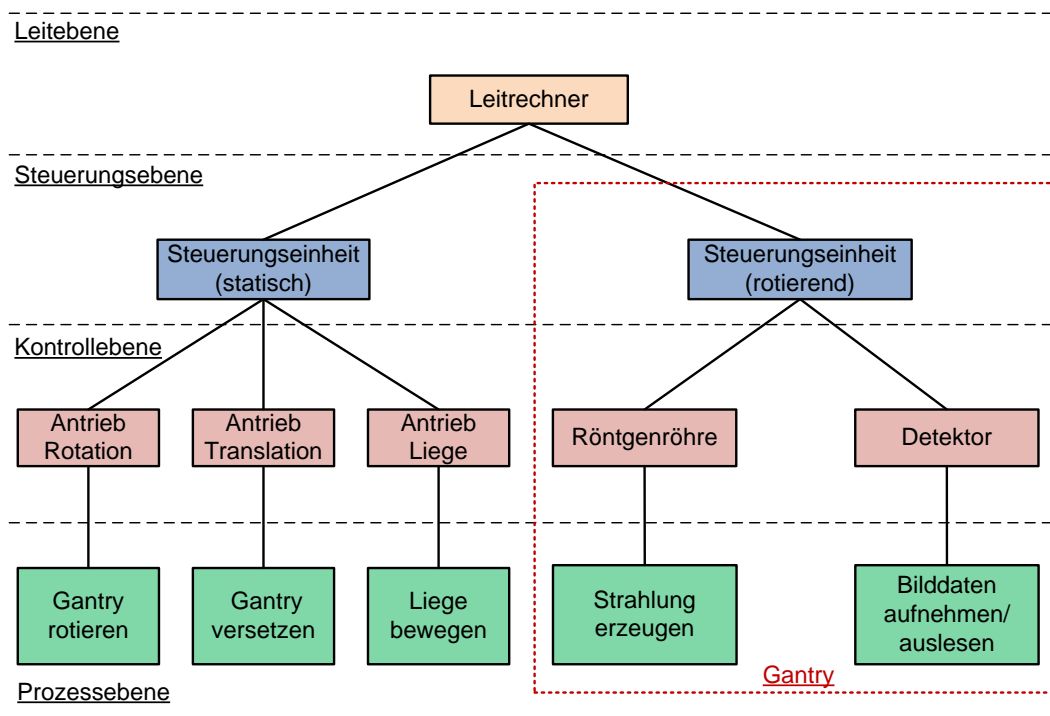 Leitebene
Leitrechner
Steuerungsebene
Steuerungseinheit
(statisch)
Steuerungseinheit
(rotierend)
Kontrollebene
Antrieb
Rotation
Antrieb
Translation
Antrieb
Liege
Röntgenröhre
Detektor
Gantry
rotieren
Gantry
versetzen
Liege
bewegen
Strahlung
erzeugen
Bilddaten
aufnehmen/
auslesen
Gantry
Prozessebene